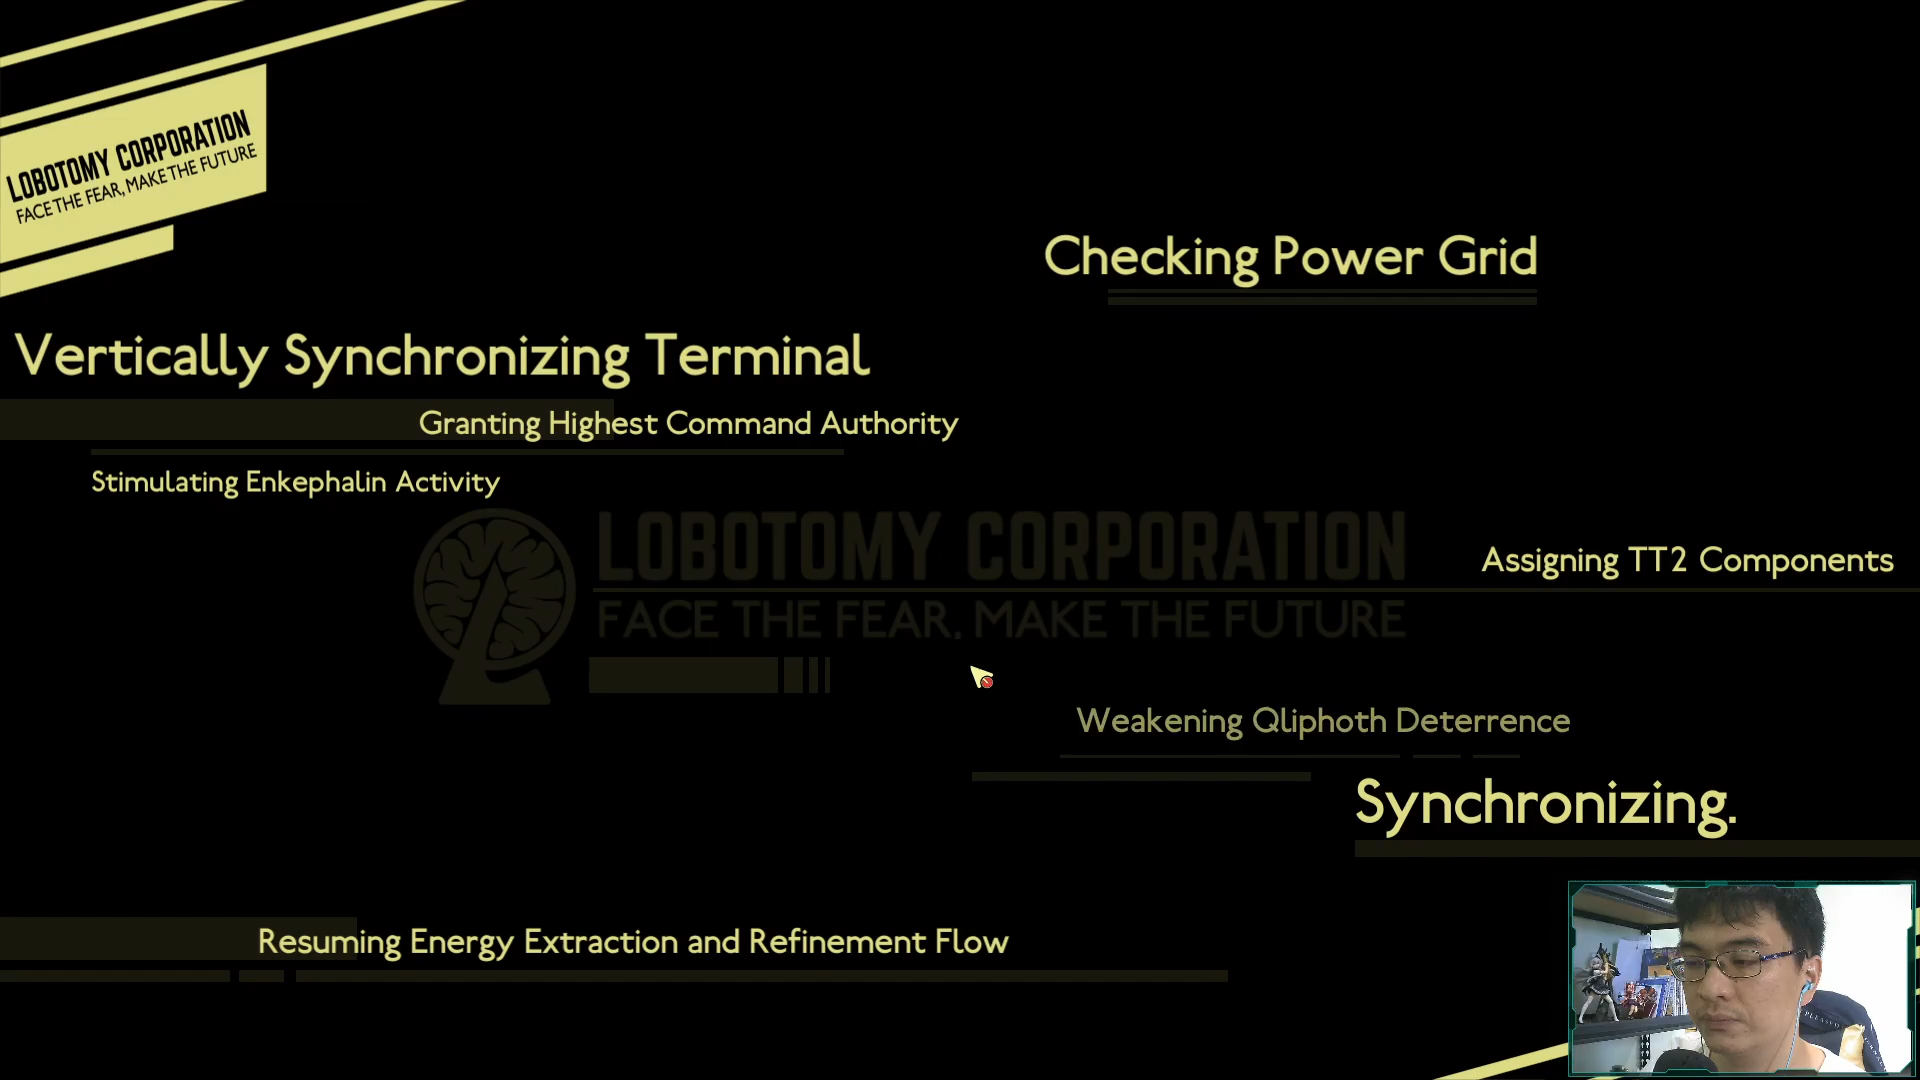 LOBOTOMY CORPORATION
FACE THE FEAR, MAKE THE FUTURE
Checking Power Grid
Vertically Synchronizing Terminal
Granting Highest Command Authority
Stimulating Enkephalin Activity
LOBOTOMY CORPORATION
FACE THE FEAR. MAKE THE FUTURE
Assigning TT2 Components
Weakening Qliphoth Deterrence
Synchronizing.
Resuming Energy Extraction and Refinement Flow